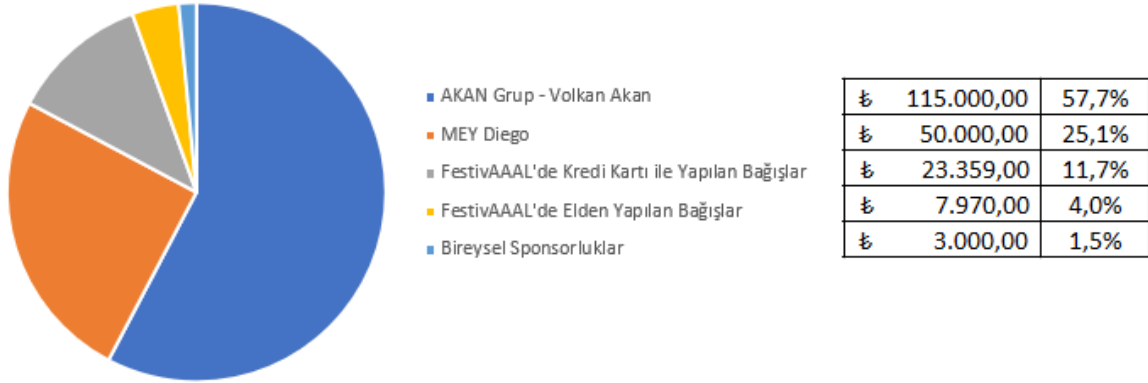 AKAN Grup - Volkan Akan ₺ 115.000,00 57,7%
MEY Diego ₺ 50.000,00 25,1%
FestivAAAL'de Kredi Kartı ile Yapılan Bağışlar ₺ 23.359,00 11,7%
FestivAAAL'de Elden Yapılan Bağışlar ₺ 7.970,00 4,0%
Bireysel Sponsorluklar ₺ 3.000,00 1,5%